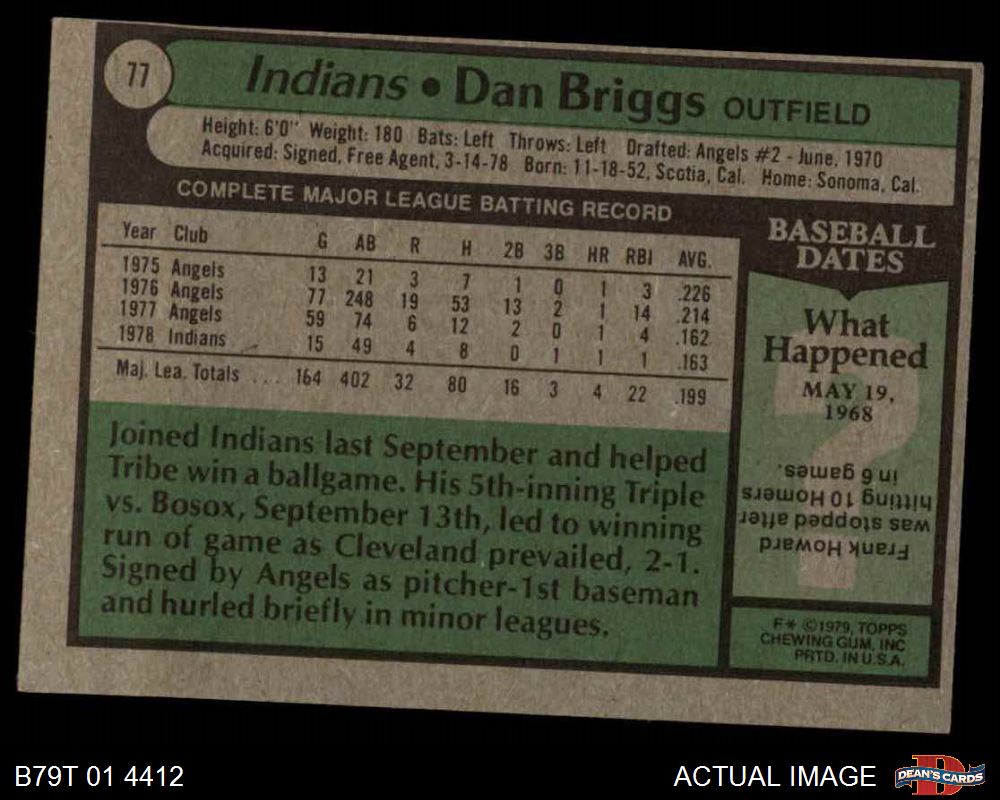 77
Indians • Dan Briggs OUTFIELD
Height: 6'0" Weight: 180 Bats: Left Throws: Left Drafted: Angels #2 - June, 1970
Acquired: Signed, Free Agent, 3-14-78 Born: 11-18-52, Scotia, Cal. Home: Sonoma, Cal.
COMPLETE MAJOR LEAGUE BATTING RECORD
Year Club G AB R H 2B 3B HR RBI AVG.
1975 Angels 13 21 3 7 1 0 1 3 .226
1976 Angels 77 248 19 53 13 2 1 14 .214
1977 Angels 59 74 6 12 2 0 1 4 .162
1978 Indians 15 49 4 8 0 1 1 1 .163
Maj. Lea. Totals ... 164 402 32 80 16 3 4 22 .199
Joined Indians last September and helped
Tribe win a ballgame. His 5th-inning Triple
vs. Bosox, September 13th, led to winning
run of game as Cleveland prevailed, 2-1.
Signed by Angels as pitcher-1st baseman
and hurled briefly in minor leagues.
BASEBALL
DATES
What
Happened
MAY 19,
1968
?
Frank Howard
was stopped after
hitting 10 Homers
in 6 games.
F* ©1979, TOPPS
CHEWING GUM, INC
PRTD. IN U.S.A.
B79T 01 4412
ACTUAL IMAGE
D
DEAN'S CARDS